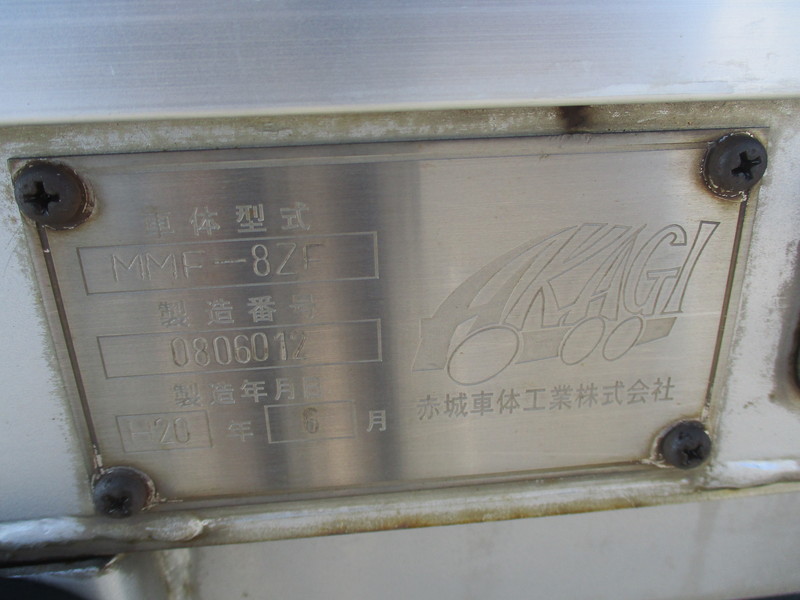 車体型式
MMF-8ZF
製造番号
0806012
製造年月日
H20 年 6 月
AKAGI
赤城車体工業株式会社